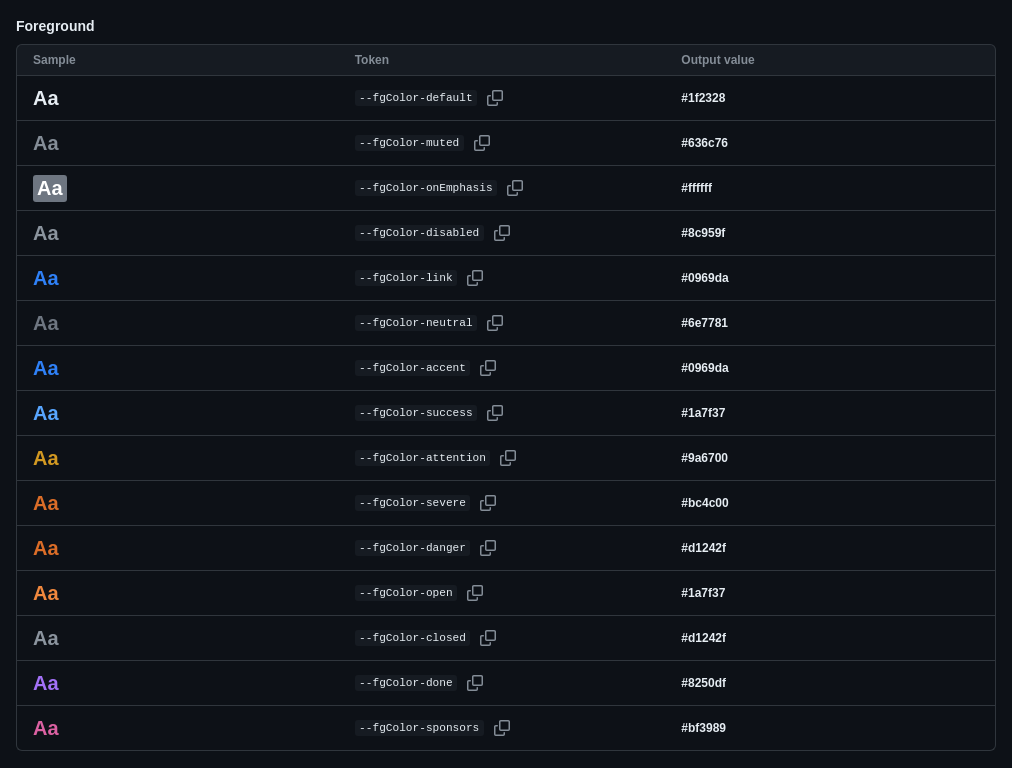 Foreground
Sample Token Output value
Aa --fgColor-default #1f2328
Aa --fgColor-muted #636c76
Aa --fgColor-onEmphasis #ffffff
Aa --fgColor-disabled #8c959f
Aa --fgColor-link #0969da
Aa --fgColor-neutral #6e7781
Aa --fgColor-accent #0969da
Aa --fgColor-success #1a7f37
Aa --fgColor-attention #9a6700
Aa --fgColor-severe #bc4c00
Aa --fgColor-danger #d1242f
Aa --fgColor-open #1a7f37
Aa --fgColor-closed #d1242f
Aa --fgColor-done #8250df
Aa --fgColor-sponsors #bf3989